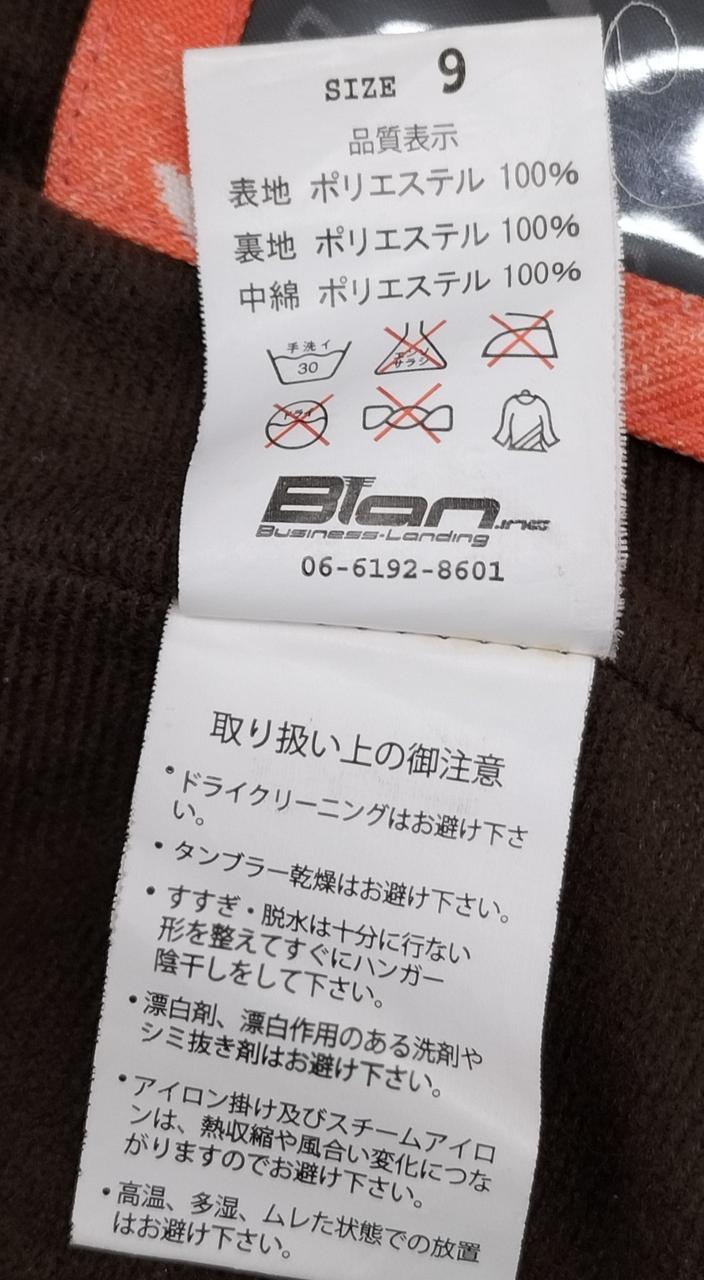 SIZE 9
品質表示
表地 ポリエステル 100%
裏地 ポリエステル 100%
中綿 ポリエステル 100%
手洗イ
30
エンソ
サラシ
ドライ
Blan.inc
Business-Landing
06-6192-8601
取り扱い上の御注意
•ドライクリーニングはお避け下さ
い。
•タンブラー乾燥はお避け下さい。
•すすぎ・脱水は十分に行ない
形を整えてすぐにハンガー
陰干しをして下さい。
•漂白剤、漂白作用のある洗剤や
シミ抜き剤はお避け下さい。
•アイロン掛け及びスチームアイロ
ンは、熱収縮や風合い変化につな
がりますのでお避け下さい。
•高温、多湿、ムレた状態での放置
はお避け下さい。